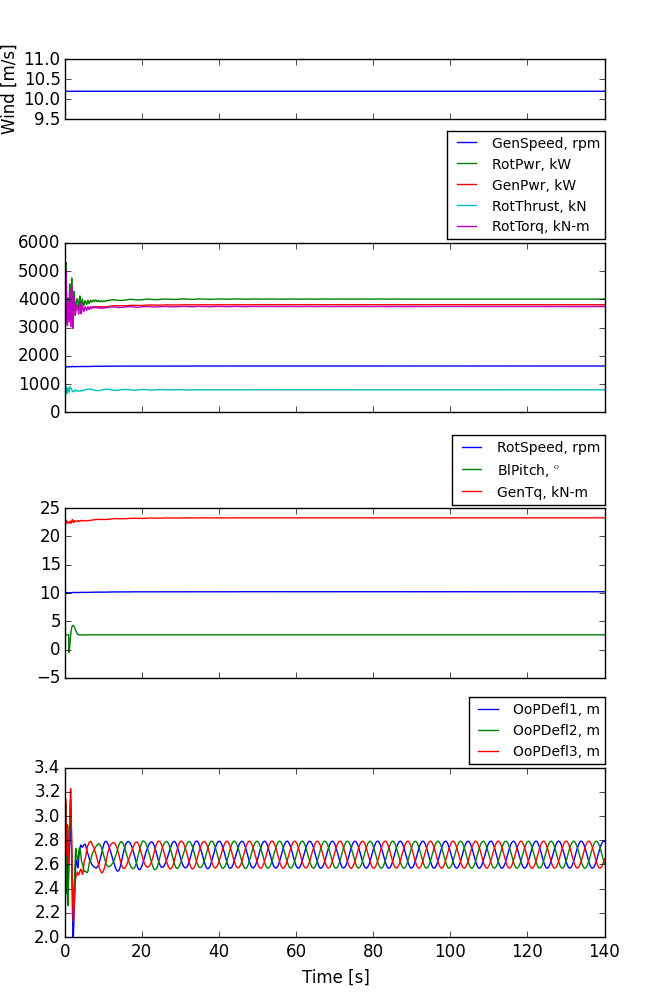 Wind [m/s]
11.0
10.5
10.0
9.5
GenSpeed, rpm
RotPwr, kW
GenPwr, kW
RotThrust, kN
RotTorq, kN-m
6000
5000
4000
3000
2000
1000
0
RotSpeed, rpm
BlPitch, °
GenTq, kN-m
25
20
15
10
5
0
−5
OoPDefl1, m
OoPDefl2, m
OoPDefl3, m
3.4
3.2
3.0
2.8
2.6
2.4
2.2
2.0
0 20 40 60 80 100 120 140
Time [s]